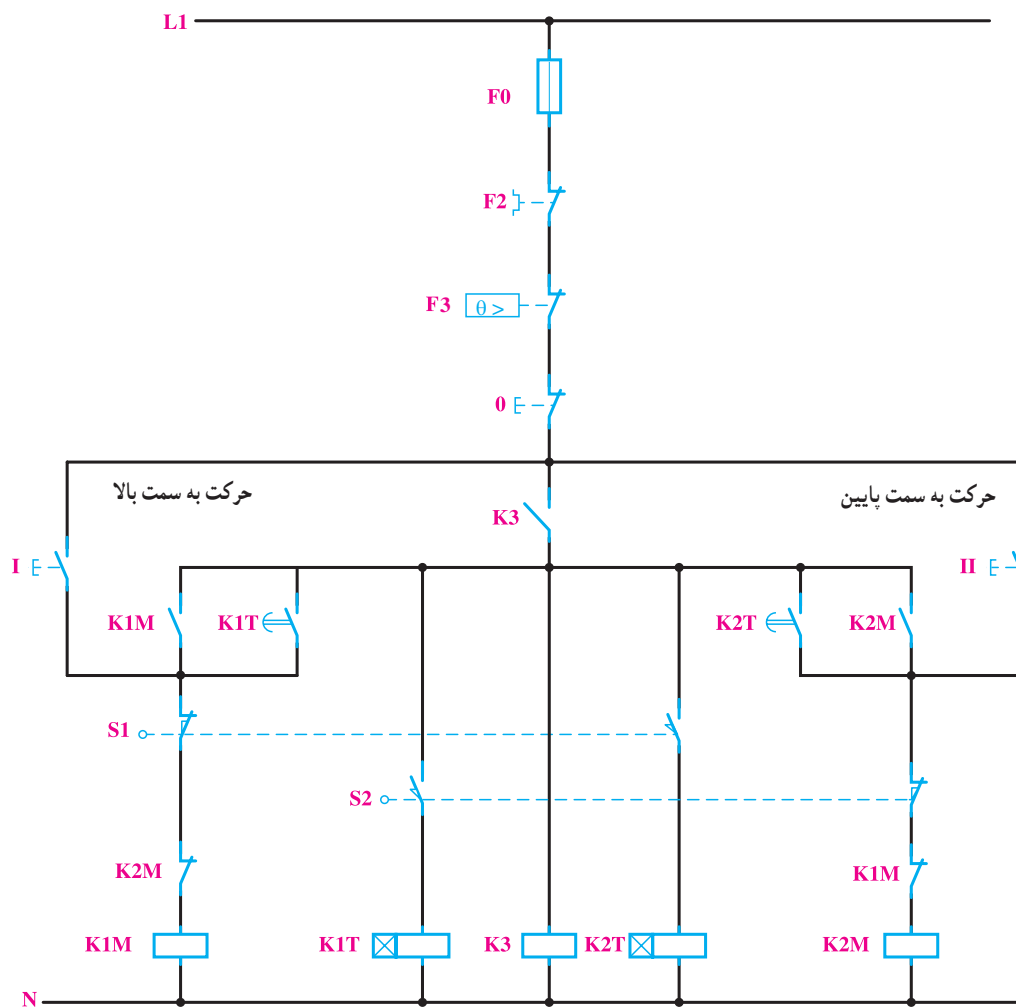 L1
F0
F2
F3 θ >
0
حرکت به سمت بالا
حرکت به سمت پایین
K3
I
II
K1M K1T K2T K2M
S1
S2
K2M
K1M
K1M K1T K3 K2T K2M
N